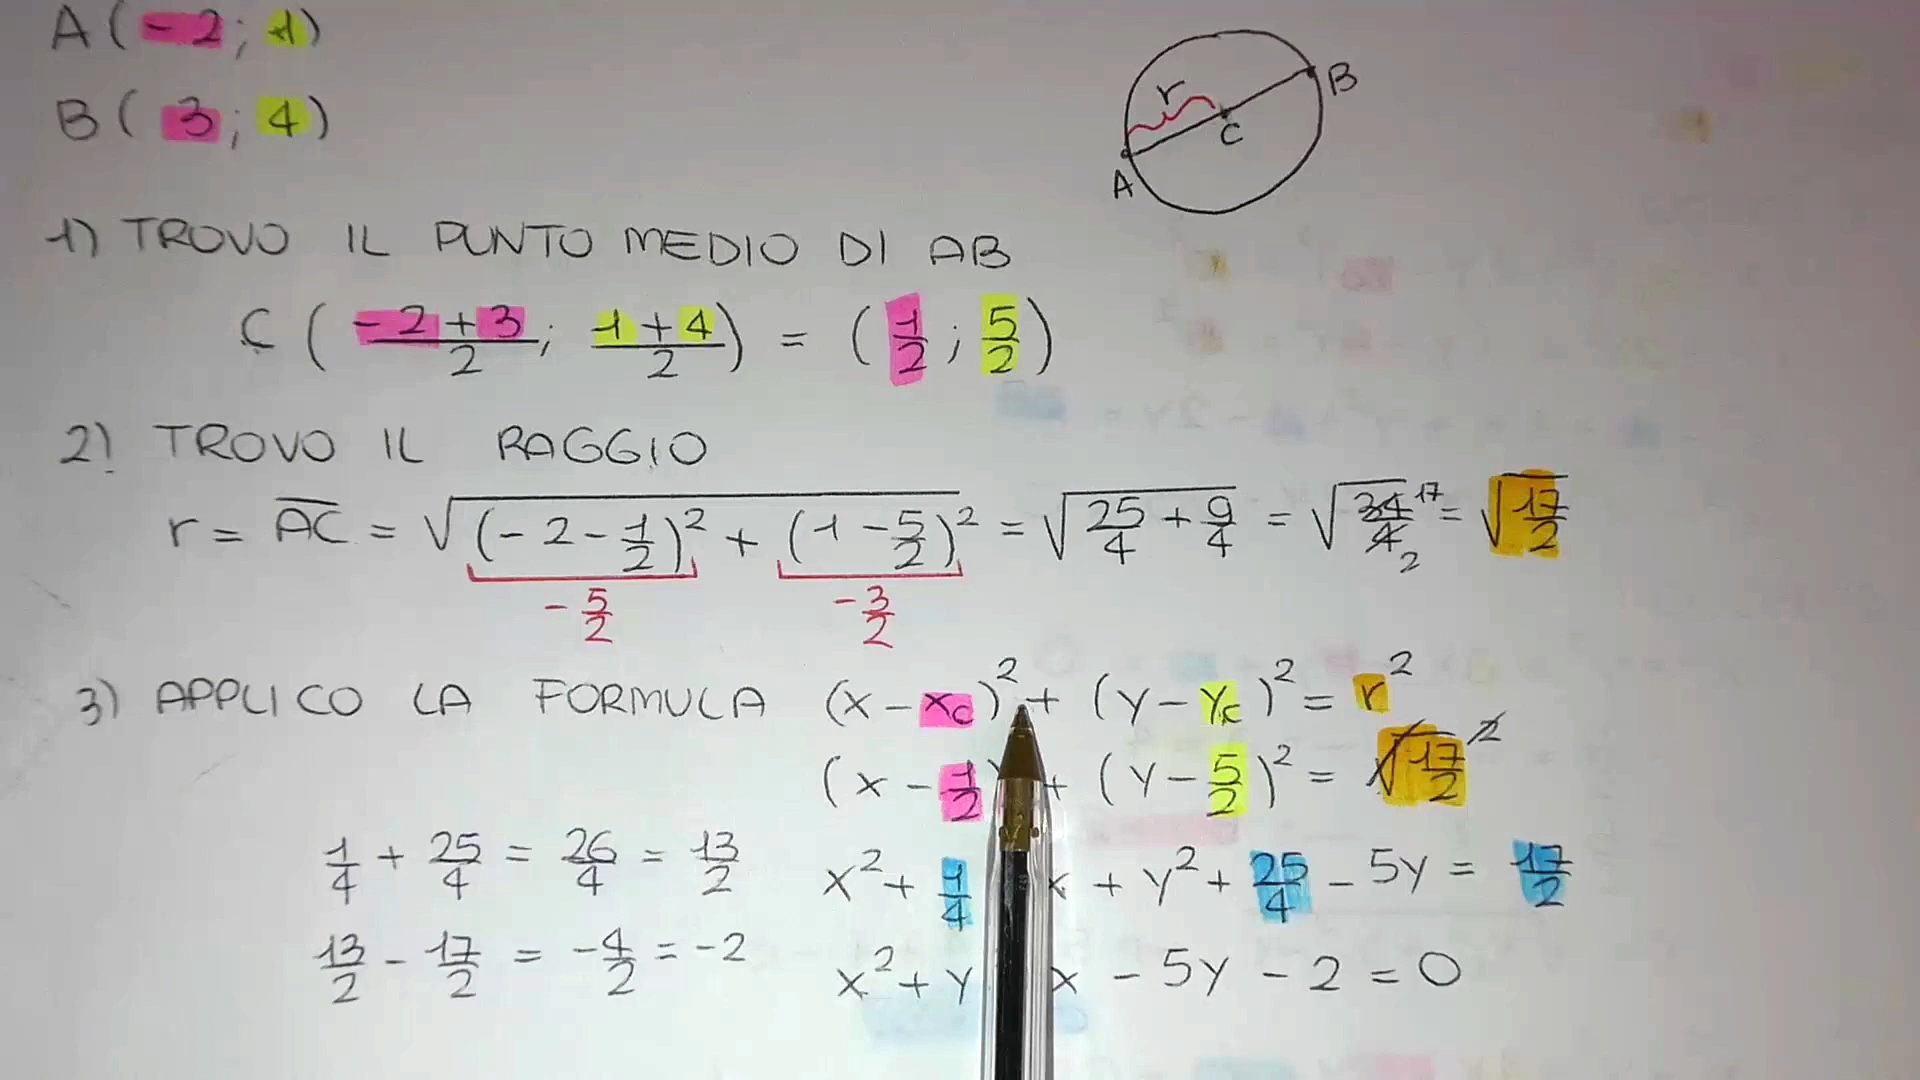 A(-2; 1)
B(3; 4)
r
A
C
B
1) TROVO IL PUNTO MEDIO DI AB
C( -2+3/2 ; 1+4/2 ) = ( 1/2 ; 5/2 )
2) TROVO IL RAGGIO
r = AC = √(-2-1/2)² + (1-5/2)² = √25/4 + 9/4 = √34/4 17 2 = √17/2
-5/2 -3/2
3) APPLICO LA FORMULA (x-xc)² + (y-yc)² = r²
(x-1/2 + (y-5/2)² = √17/2 2
1/4 + 25/4 = 26/4 = 13/2
x² + 1/4 x + y² + 25/4 - 5y = 17/2
13/2 - 17/2 = -4/2 = -2
x² + y x - 5y - 2 = 0